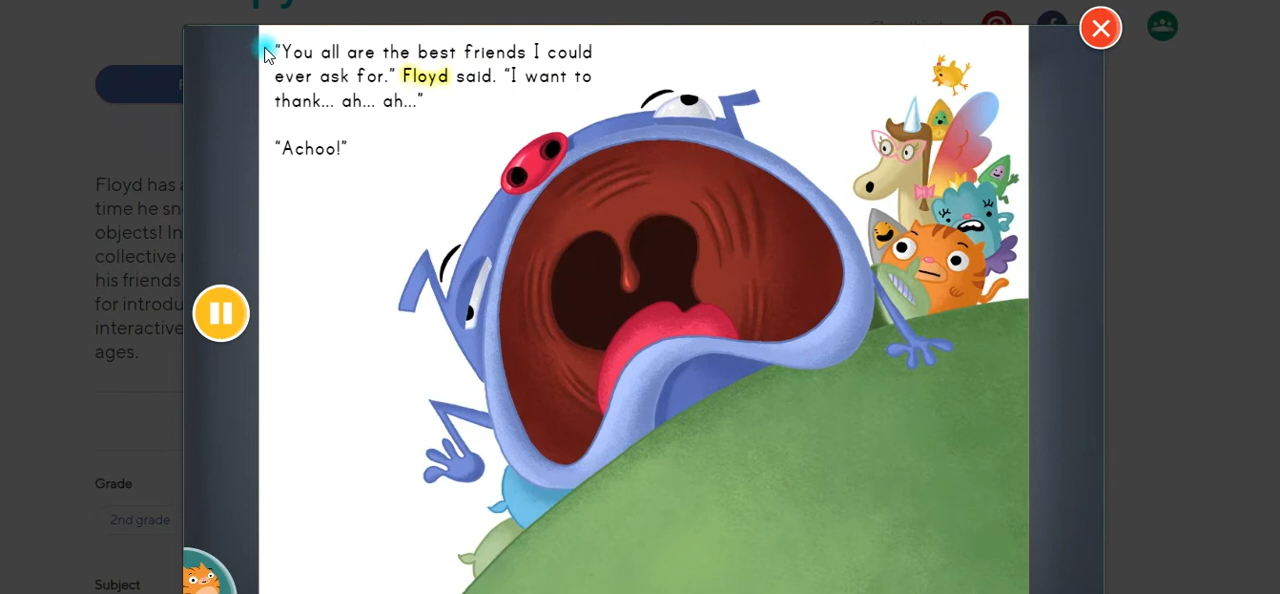 "You all are the best friends I could
ever ask for." Floyd said. "I want to
thank... ah... ah..."
"Achoo!"
Floyd has
time he sn
objects! In
collective
his friends
for introdu
interactive
ages.
Grade
2nd grade
Subject